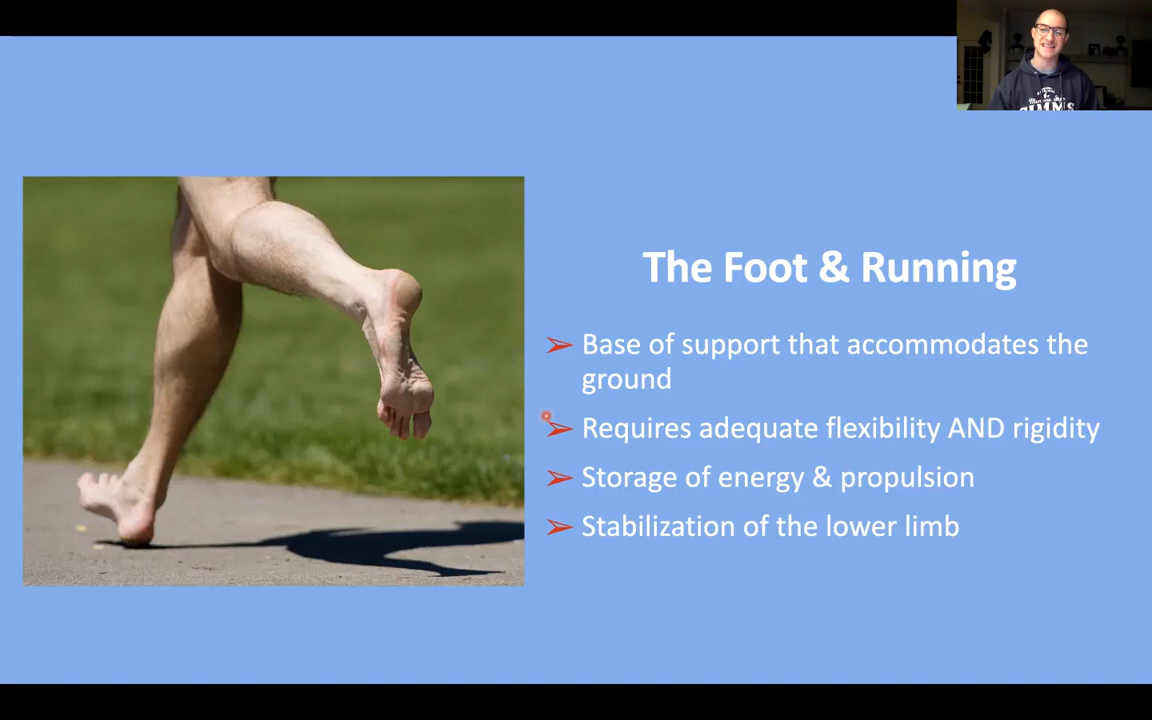 The Foot & Running
➢ Base of support that accommodates the
ground
➢ Requires adequate flexibility AND rigidity
➢ Storage of energy & propulsion
➢ Stabilization of the lower limb